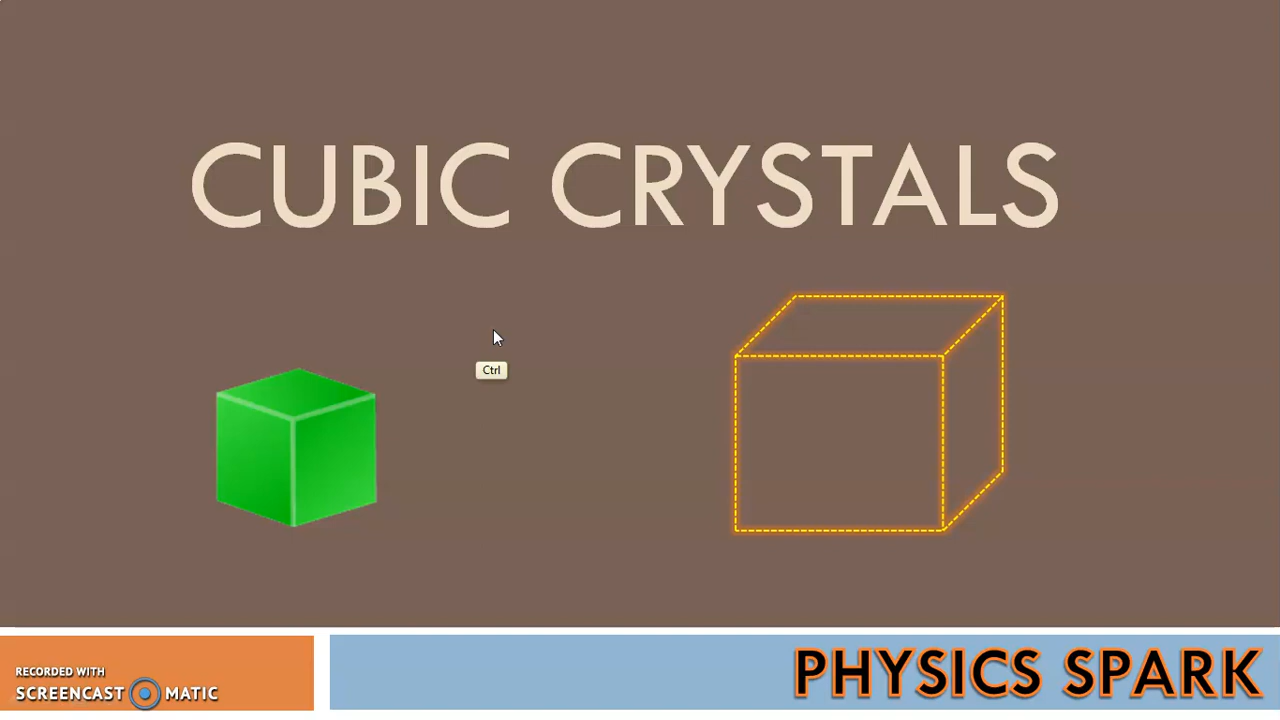 CUBIC CRYSTALS
Ctrl
RECORDED WITH
SCREENCAST MATIC
PHYSICS SPARK